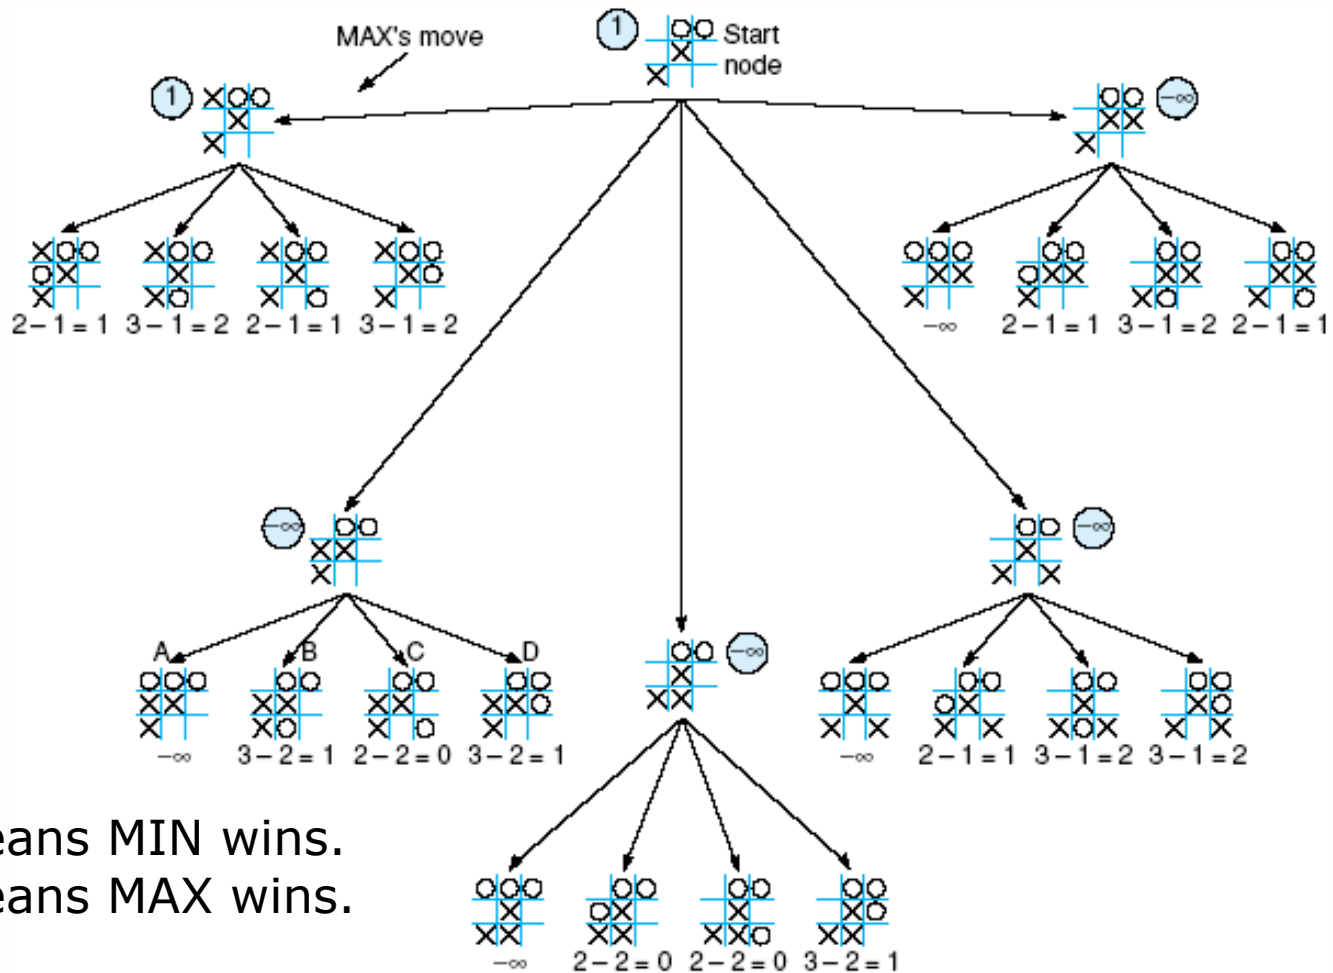 MAX's move
1
Start
node
1
−∞
2 − 1 = 1 3 − 1 = 2 2 − 1 = 1 3 − 1 = 2
−∞ 2 − 1 = 1 3 − 1 = 2 2 − 1 = 1
−∞
−∞
A B C D
−∞
−∞ 3 − 2 = 1 2 − 2 = 0 3 − 2 = 1
−∞ 2 − 1 = 1 3 − 1 = 2 3 − 1 = 2
eans MIN wins.
eans MAX wins.
−∞ 2 − 2 = 0 2 − 2 = 0 3 − 2 = 1